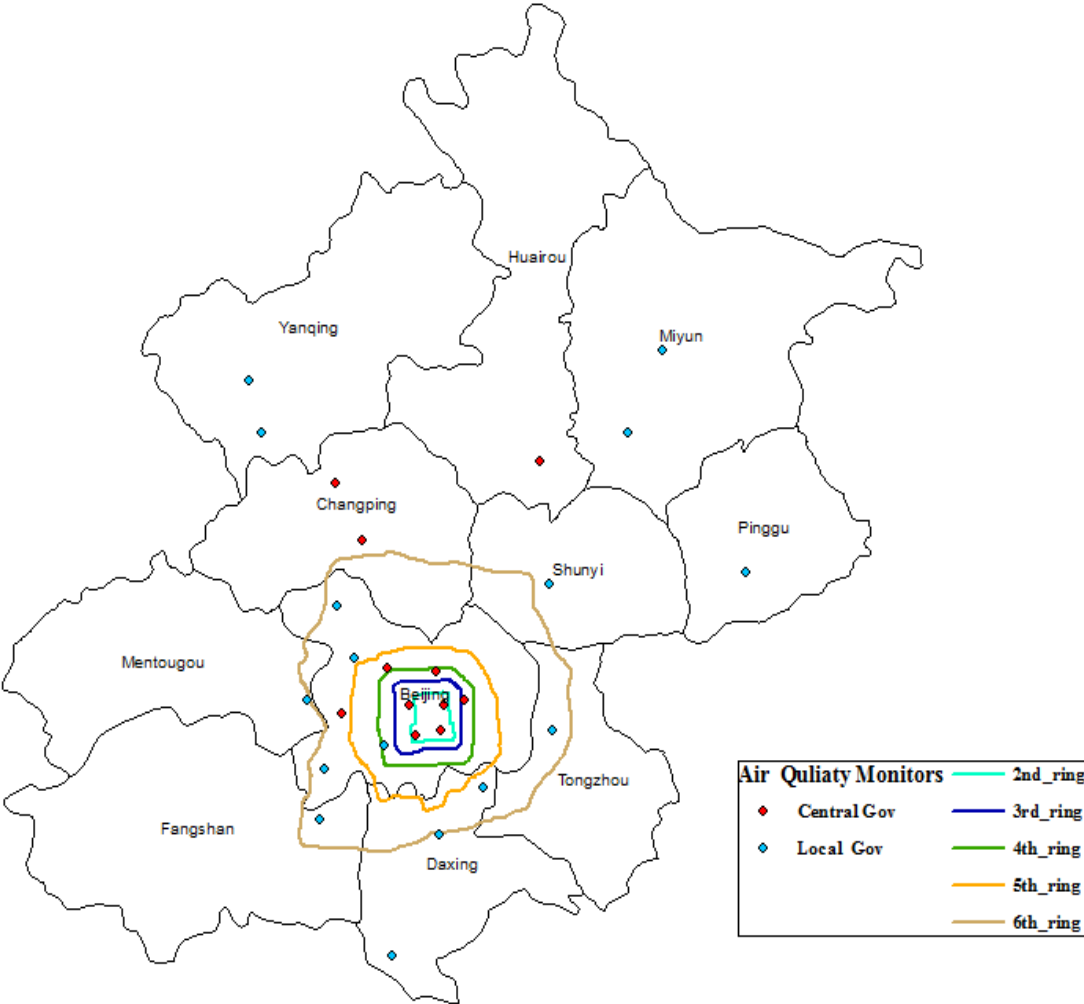 Huairou
Yanqing
Miyun
Changping
Pinggu
Shunyi
Mentougou
Beijing
Tongzhou
Fangshan
Daxing
Air Quliaty Monitors
Central Gov
Local Gov
2nd_ring
3rd_ring
4th_ring
5th_ring
6th_ring